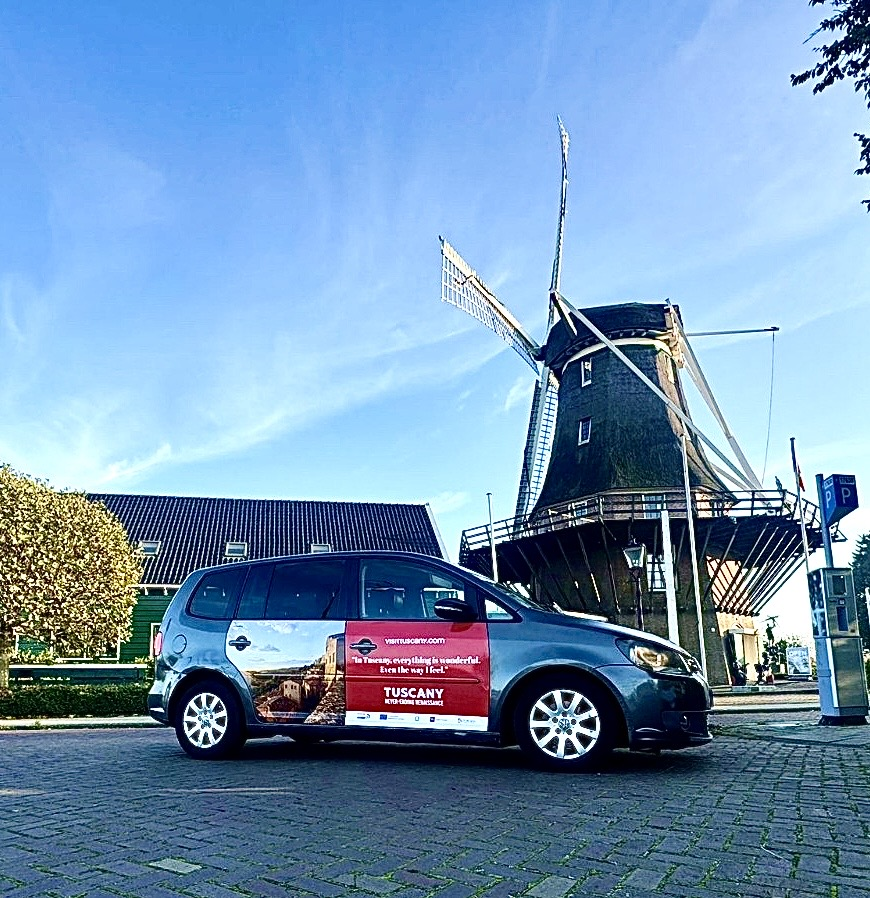 P P
visittuscany.com
"In Tuscany, everything is wonderful.
Even the way I feel."
TUSCANY
NEVER-ENDING RENAISSANCE